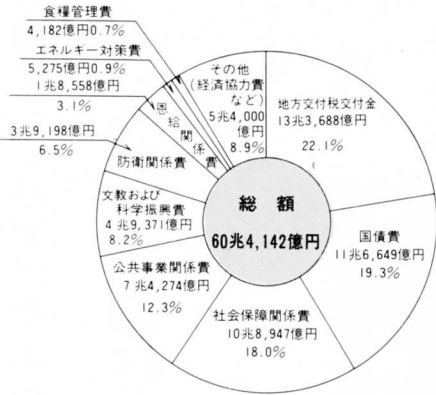 食糧管理費
4,182億円0.7%
エネルギー対策費
5,275億円0.9%
1兆8,558億円
3.1%
恩給関係費
3兆9,198億円
6.5%
防衛関係費
文教および
科学振興費
4兆9,371億円
8.2%
公共事業関係費
7兆4,274億円
12.3%
社会保障関係費
10兆8,947億円
18.0%
国債費
11兆6,649億円
19.3%
地方交付税交付金
13兆3,688億円
22.1%
その他
(経済協力費
など)
5兆4,000
億円
8.9%
総額
60兆4,142億円